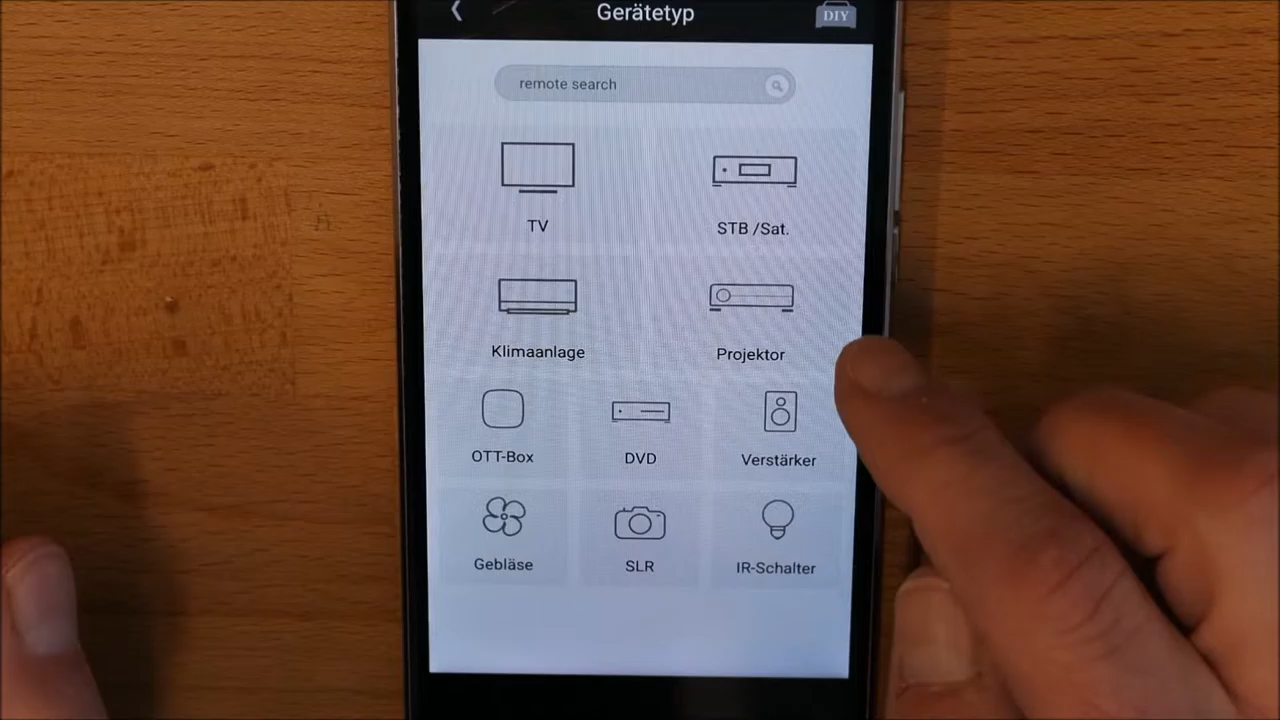 Gerätetyp
DIY
remote search
TV
STB /Sat.
Klimaanlage
Projektor
OTT-Box
DVD
Verstärker
Gebläse
SLR
IR-Schalter